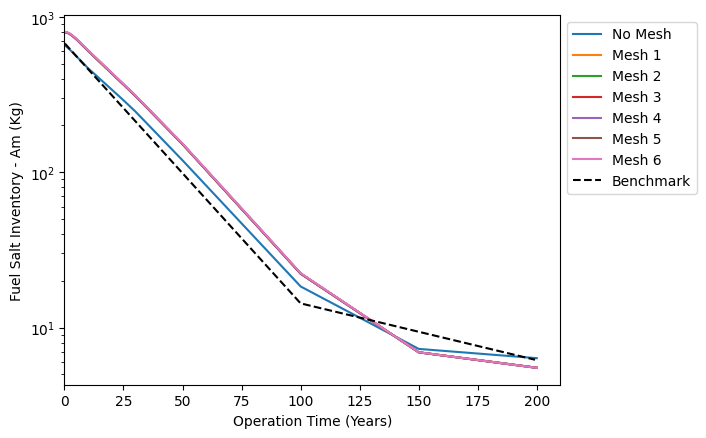 10³
10²
10¹
Fuel Salt Inventory - Am (Kg)
0
25
50
75
100
125
150
175
200
Operation Time (Years)
No Mesh
Mesh 1
Mesh 2
Mesh 3
Mesh 4
Mesh 5
Mesh 6
Benchmark